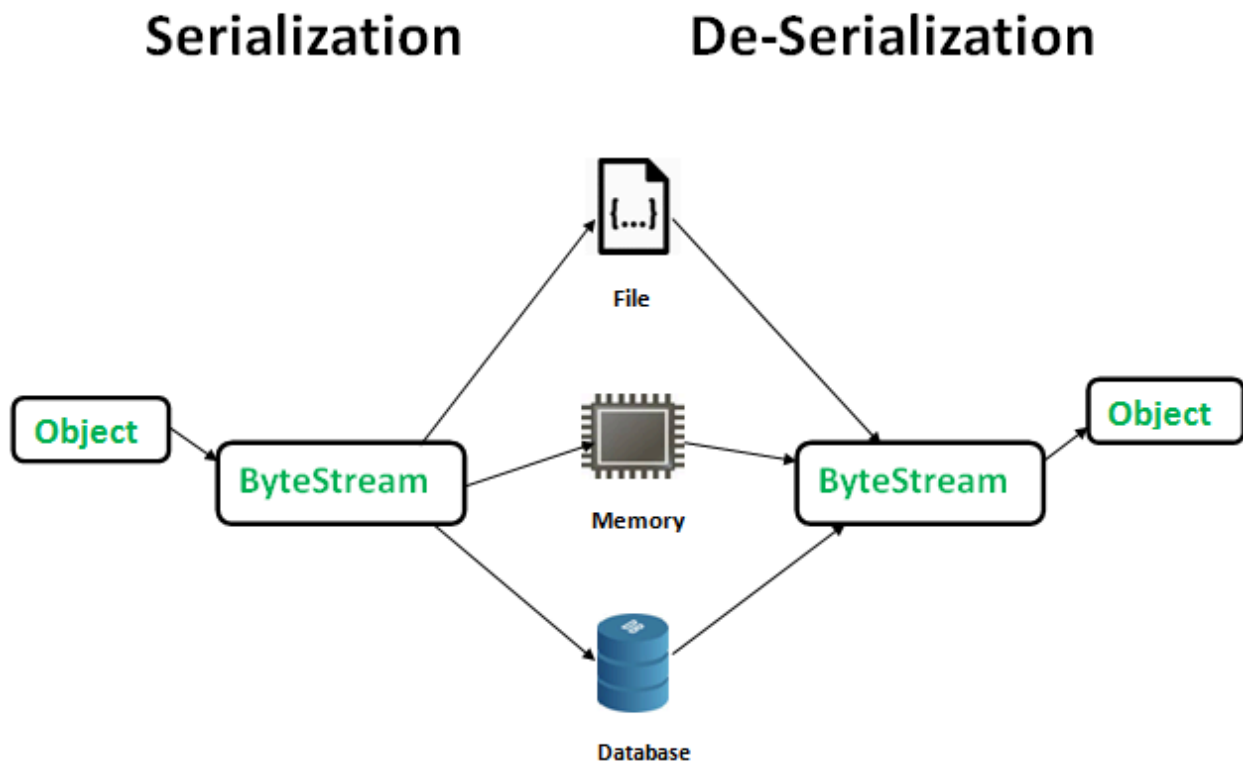 Serialization De-Serialization
{...}
File
Object
Object
ByteStream
ByteStream
Memory
Database